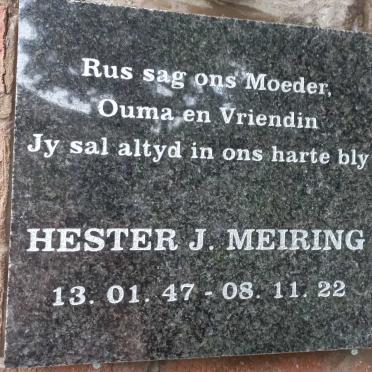 Rus sag ons Moeder,
Ouma en Vriendin
Jy sal altyd in ons harte bly
HESTER J. MEIRING
13. 01. 47 - 08. 11. 22